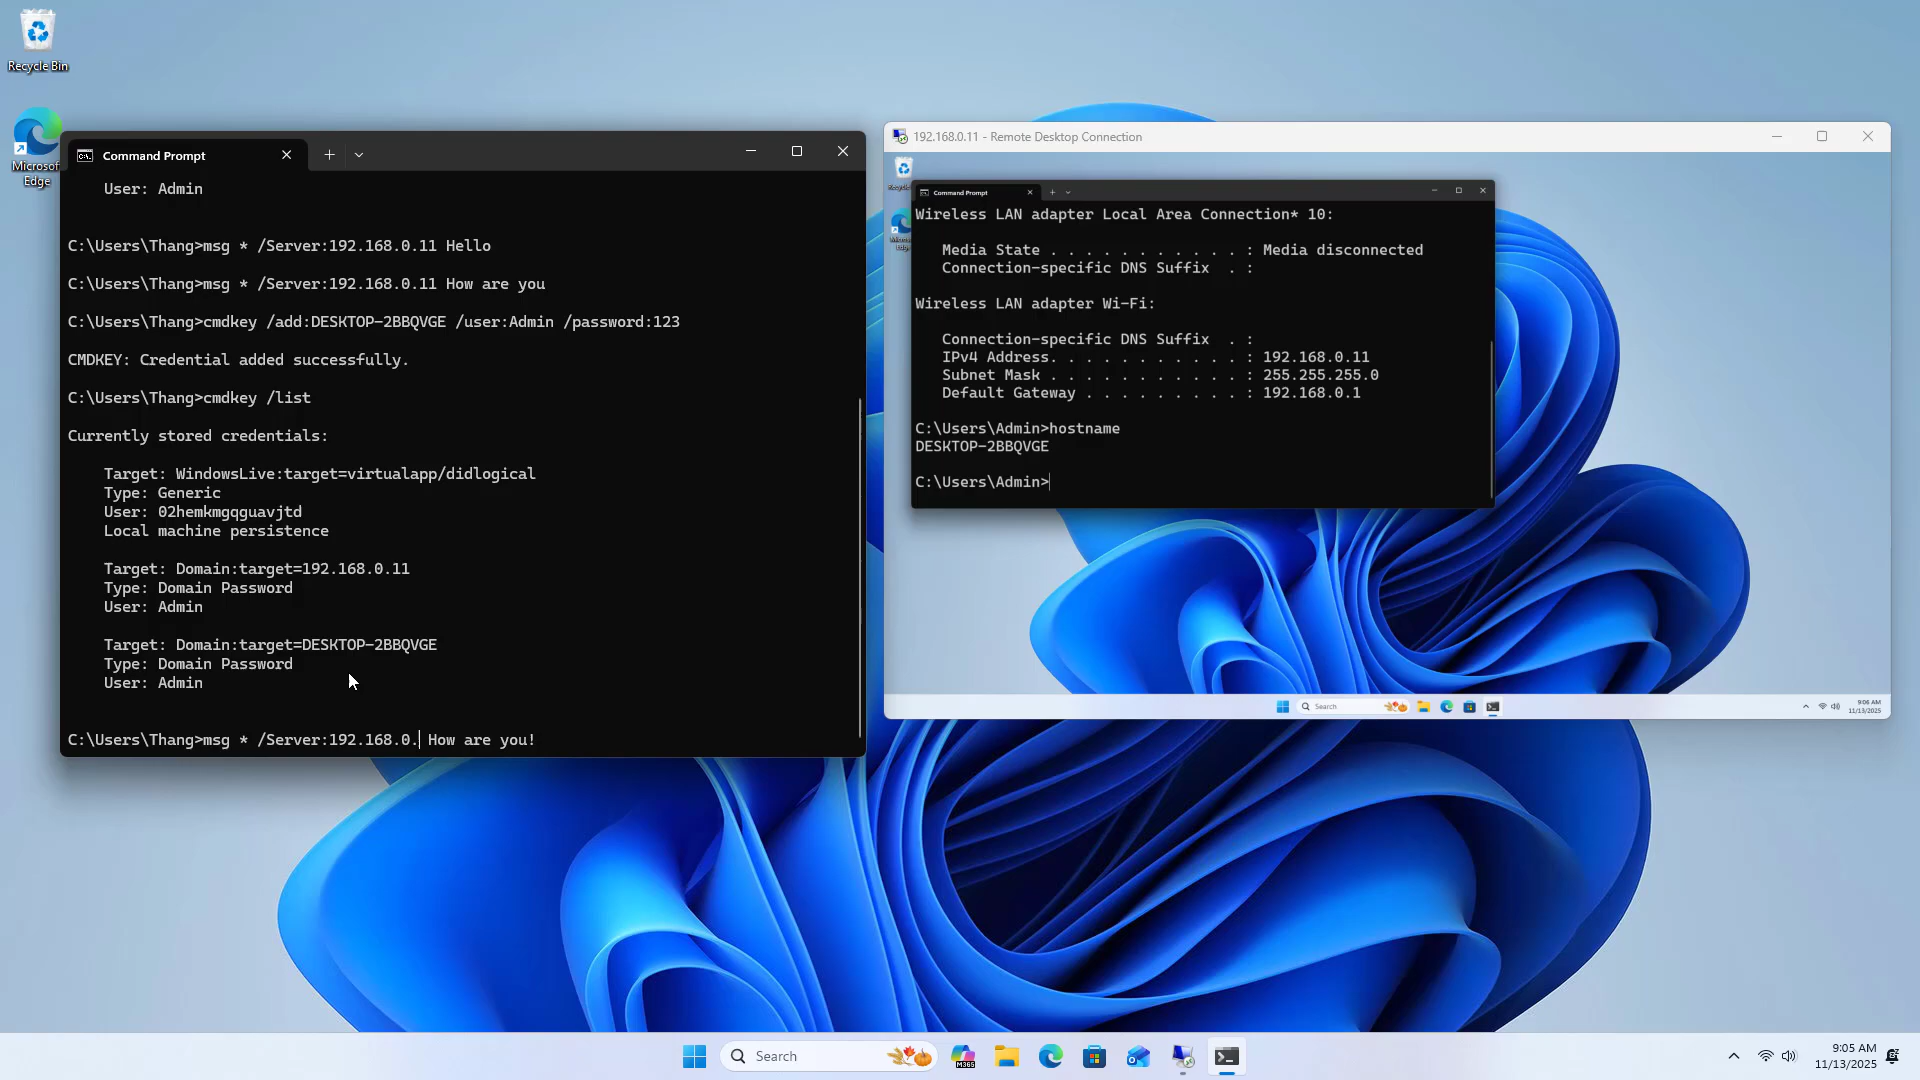 Recycle Bin
Microsoft
Edge
Command Prompt
User: Admin
C:\Users\Thang>msg * /Server:192.168.0.11 Hello
C:\Users\Thang>msg * /Server:192.168.0.11 How are you
C:\Users\Thang>cmdkey /add:DESKTOP-2BBQVGE /user:Admin /password:123
CMDKEY: Credential added successfully.
C:\Users\Thang>cmdkey /list
Currently stored credentials:
Target: WindowsLive:target=virtualapp/didlogical
Type: Generic
User: 02hemkmgqguavjtd
Local machine persistence
Target: Domain:target=192.168.0.11
Type: Domain Password
User: Admin
Target: Domain:target=DESKTOP-2BBQVGE
Type: Domain Password
User: Admin
C:\Users\Thang>msg * /Server:192.168.0. How are you!
192.168.0.11 - Remote Desktop Connection
Command Prompt
Wireless LAN adapter Local Area Connection* 10:
Media State . . . . . . . . . . . : Media disconnected
Connection-specific DNS Suffix  . :
Wireless LAN adapter Wi-Fi:
Connection-specific DNS Suffix  . :
IPv4 Address. . . . . . . . . . . : 192.168.0.11
Subnet Mask . . . . . . . . . . . : 255.255.255.0
Default Gateway . . . . . . . . . : 192.168.0.1
C:\Users\Admin>hostname
DESKTOP-2BBQVGE
C:\Users\Admin>
Search
9:06 AM
11/13/2025
Search
M365
9:05 AM
11/13/2025